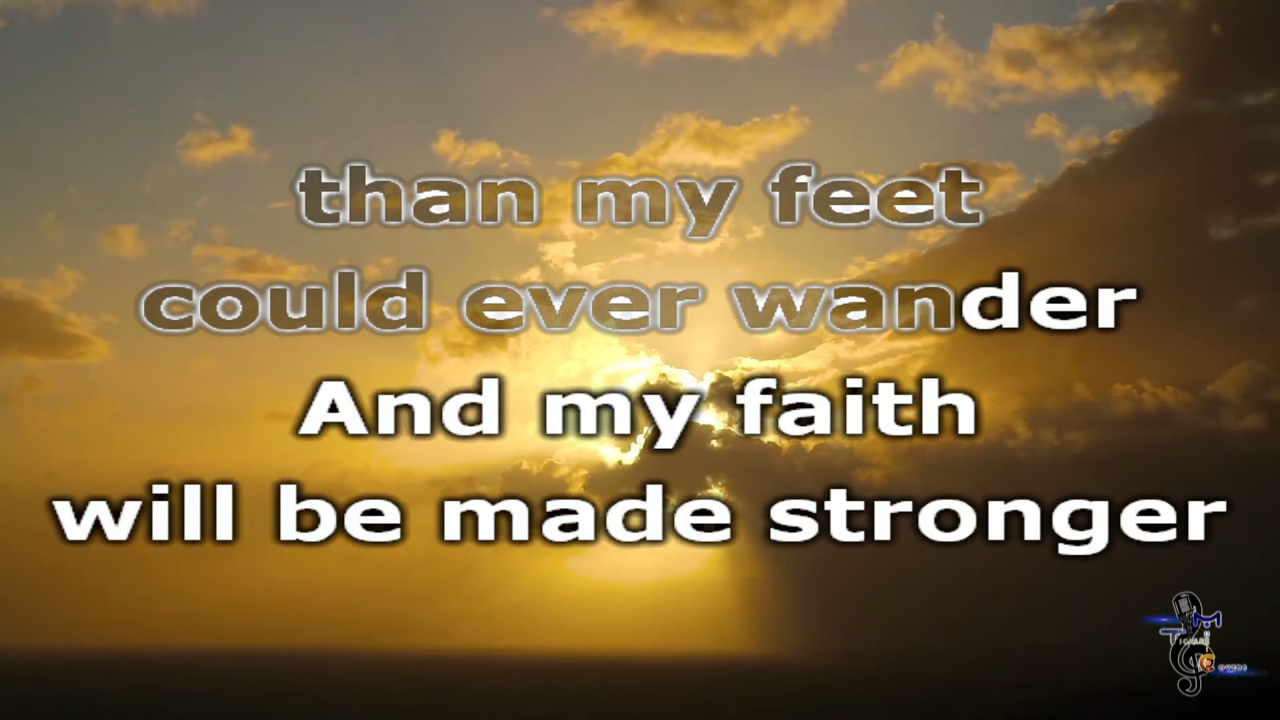 than my feet
could ever wander
And my faith
will be made stronger